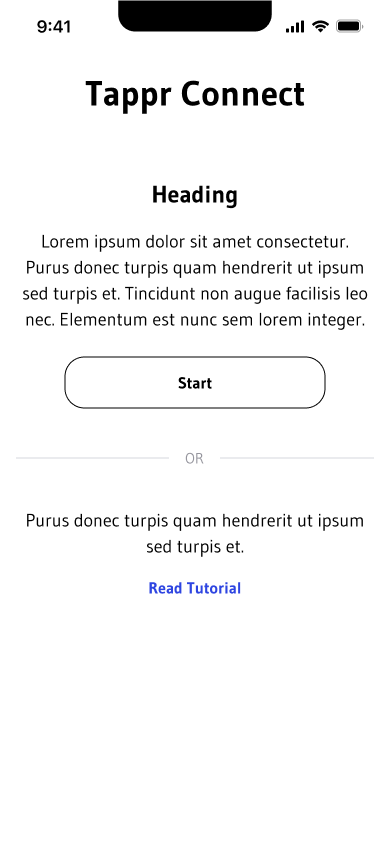 9:41
Tappr Connect
Heading
Lorem ipsum dolor sit amet consectetur.
Purus donec turpis quam hendrerit ut ipsum
sed turpis et. Tincidunt non augue facilisis leo
nec. Elementum est nunc sem lorem integer.
Start
OR
Purus donec turpis quam hendrerit ut ipsum
sed turpis et.
Read Tutorial